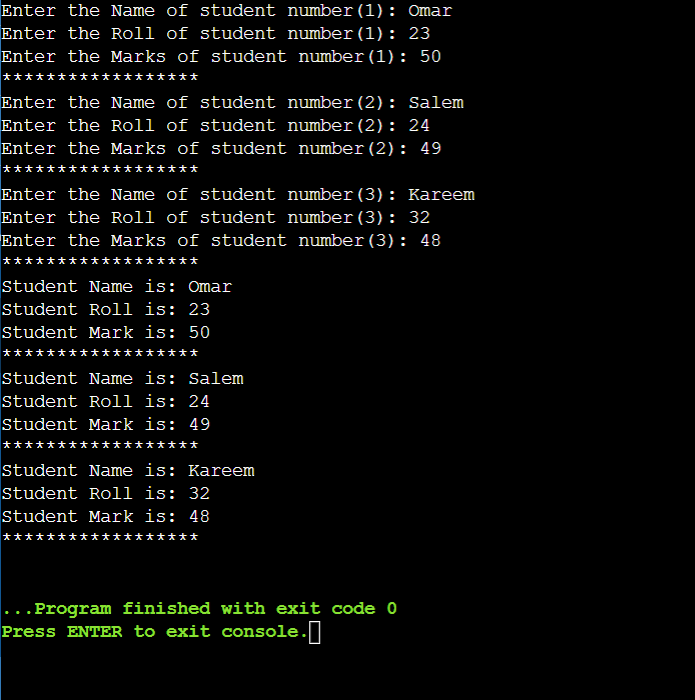 Enter the Name of student number(1): Omar
Enter the Roll of student number(1): 23
Enter the Marks of student number(1): 50
******************
Enter the Name of student number(2): Salem
Enter the Roll of student number(2): 24
Enter the Marks of student number(2): 49
******************
Enter the Name of student number(3): Kareem
Enter the Roll of student number(3): 32
Enter the Marks of student number(3): 48
******************
Student Name is: Omar
Student Roll is: 23
Student Mark is: 50
******************
Student Name is: Salem
Student Roll is: 24
Student Mark is: 49
******************
Student Name is: Kareem
Student Roll is: 32
Student Mark is: 48
******************
...Program finished with exit code 0
Press ENTER to exit console.